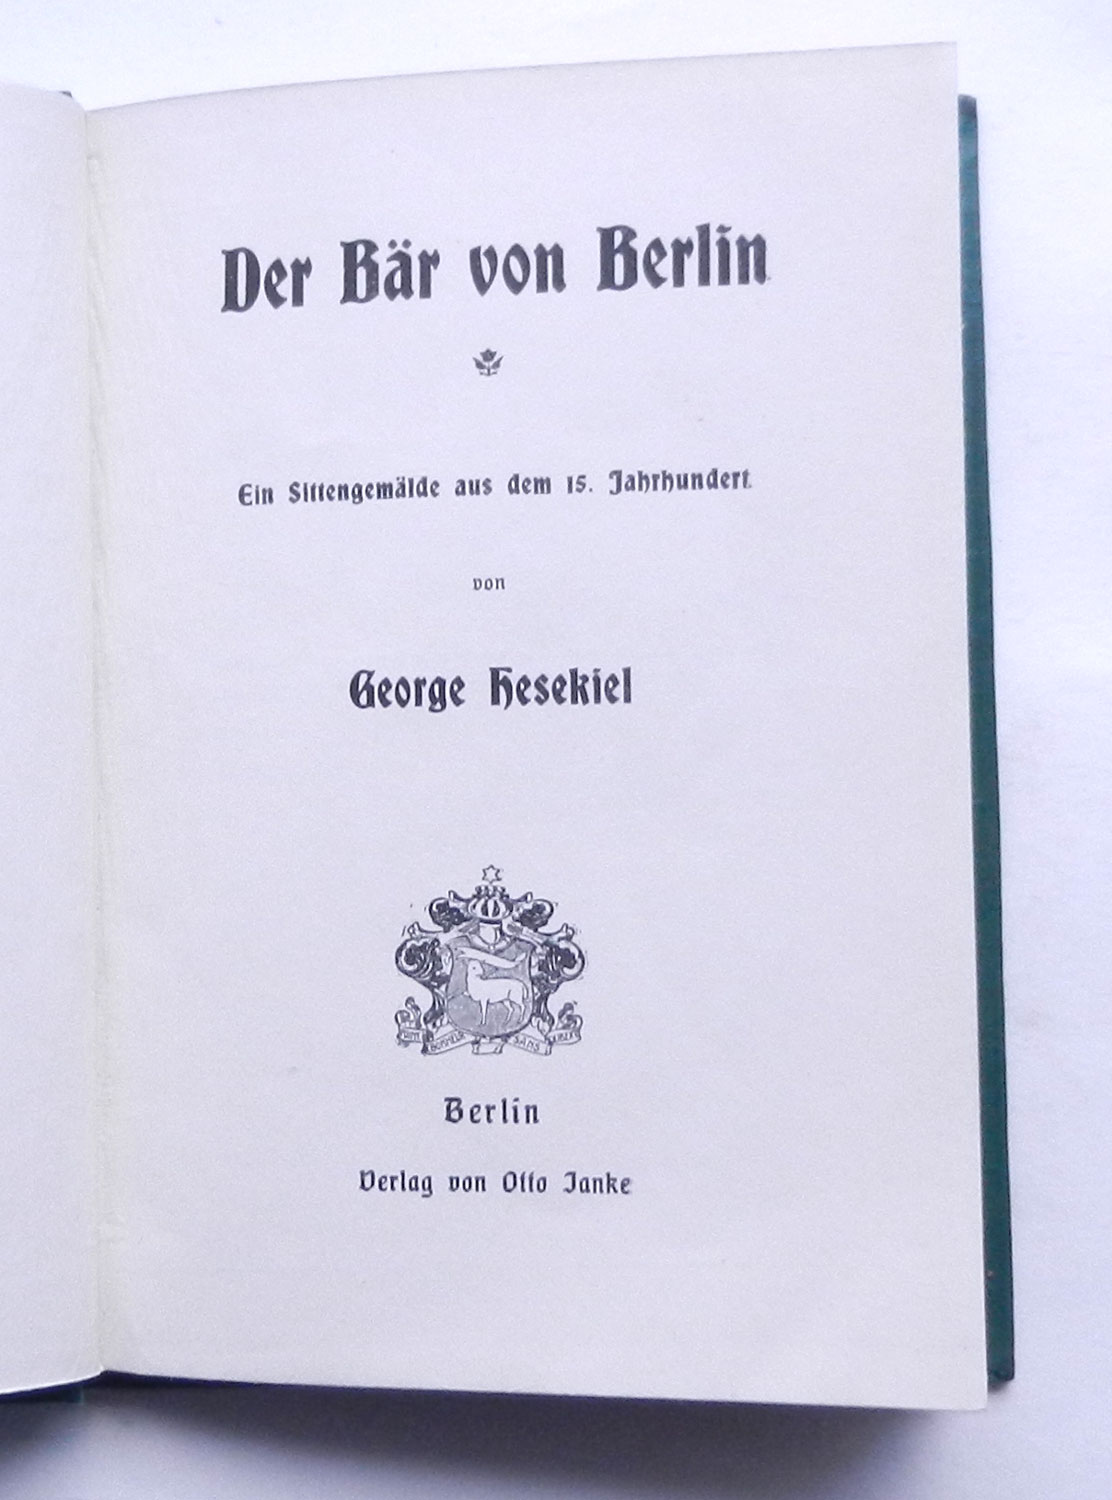 Der Bär von Berlin
Ein Sittengemälde aus dem 15. Jahrhundert
von
George Hesekiel
Berlin
Verlag von Otto Janke